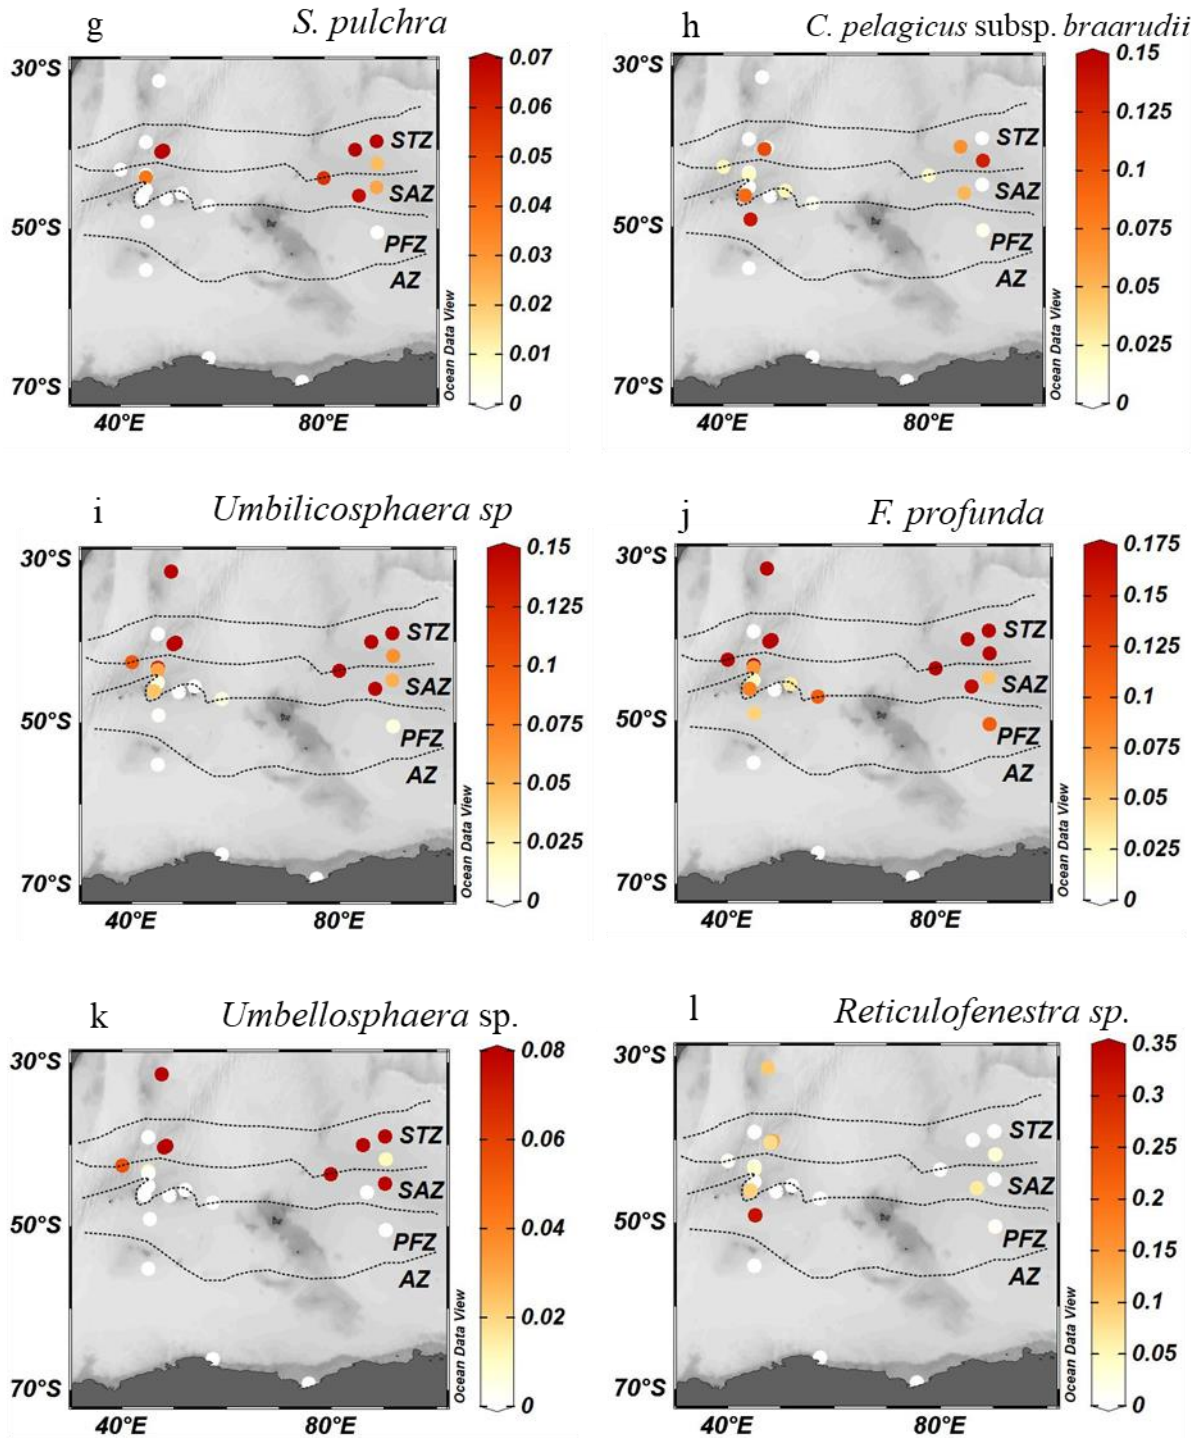 g S. pulchra
30°S
50°S
70°S
40°E 80°E
STZ
SAZ
PFZ
AZ
Ocean Data View
0.07
0.06
0.05
0.04
0.03
0.02
0.01
0
h C. pelagicus subsp. braarudii
30°S
50°S
70°S
40°E 80°E
STZ
SAZ
PFZ
AZ
Ocean Data View
0.15
0.125
0.1
0.075
0.05
0.025
0
i Umbilicosphaera sp
30°S
50°S
70°S
40°E 80°E
STZ
SAZ
PFZ
AZ
Ocean Data View
0.15
0.125
0.1
0.075
0.05
0.025
0
j F. profunda
30°S
50°S
70°S
40°E 80°E
STZ
SAZ
PFZ
AZ
Ocean Data View
0.175
0.15
0.125
0.1
0.075
0.05
0.025
0
k Umbellosphaera sp.
30°S
50°S
70°S
40°E 80°E
STZ
SAZ
PFZ
AZ
Ocean Data View
0.08
0.06
0.04
0.02
0
l Reticulofenestra sp.
30°S
50°S
70°S
40°E 80°E
STZ
SAZ
PFZ
AZ
Ocean Data View
0.35
0.3
0.25
0.2
0.15
0.1
0.05
0